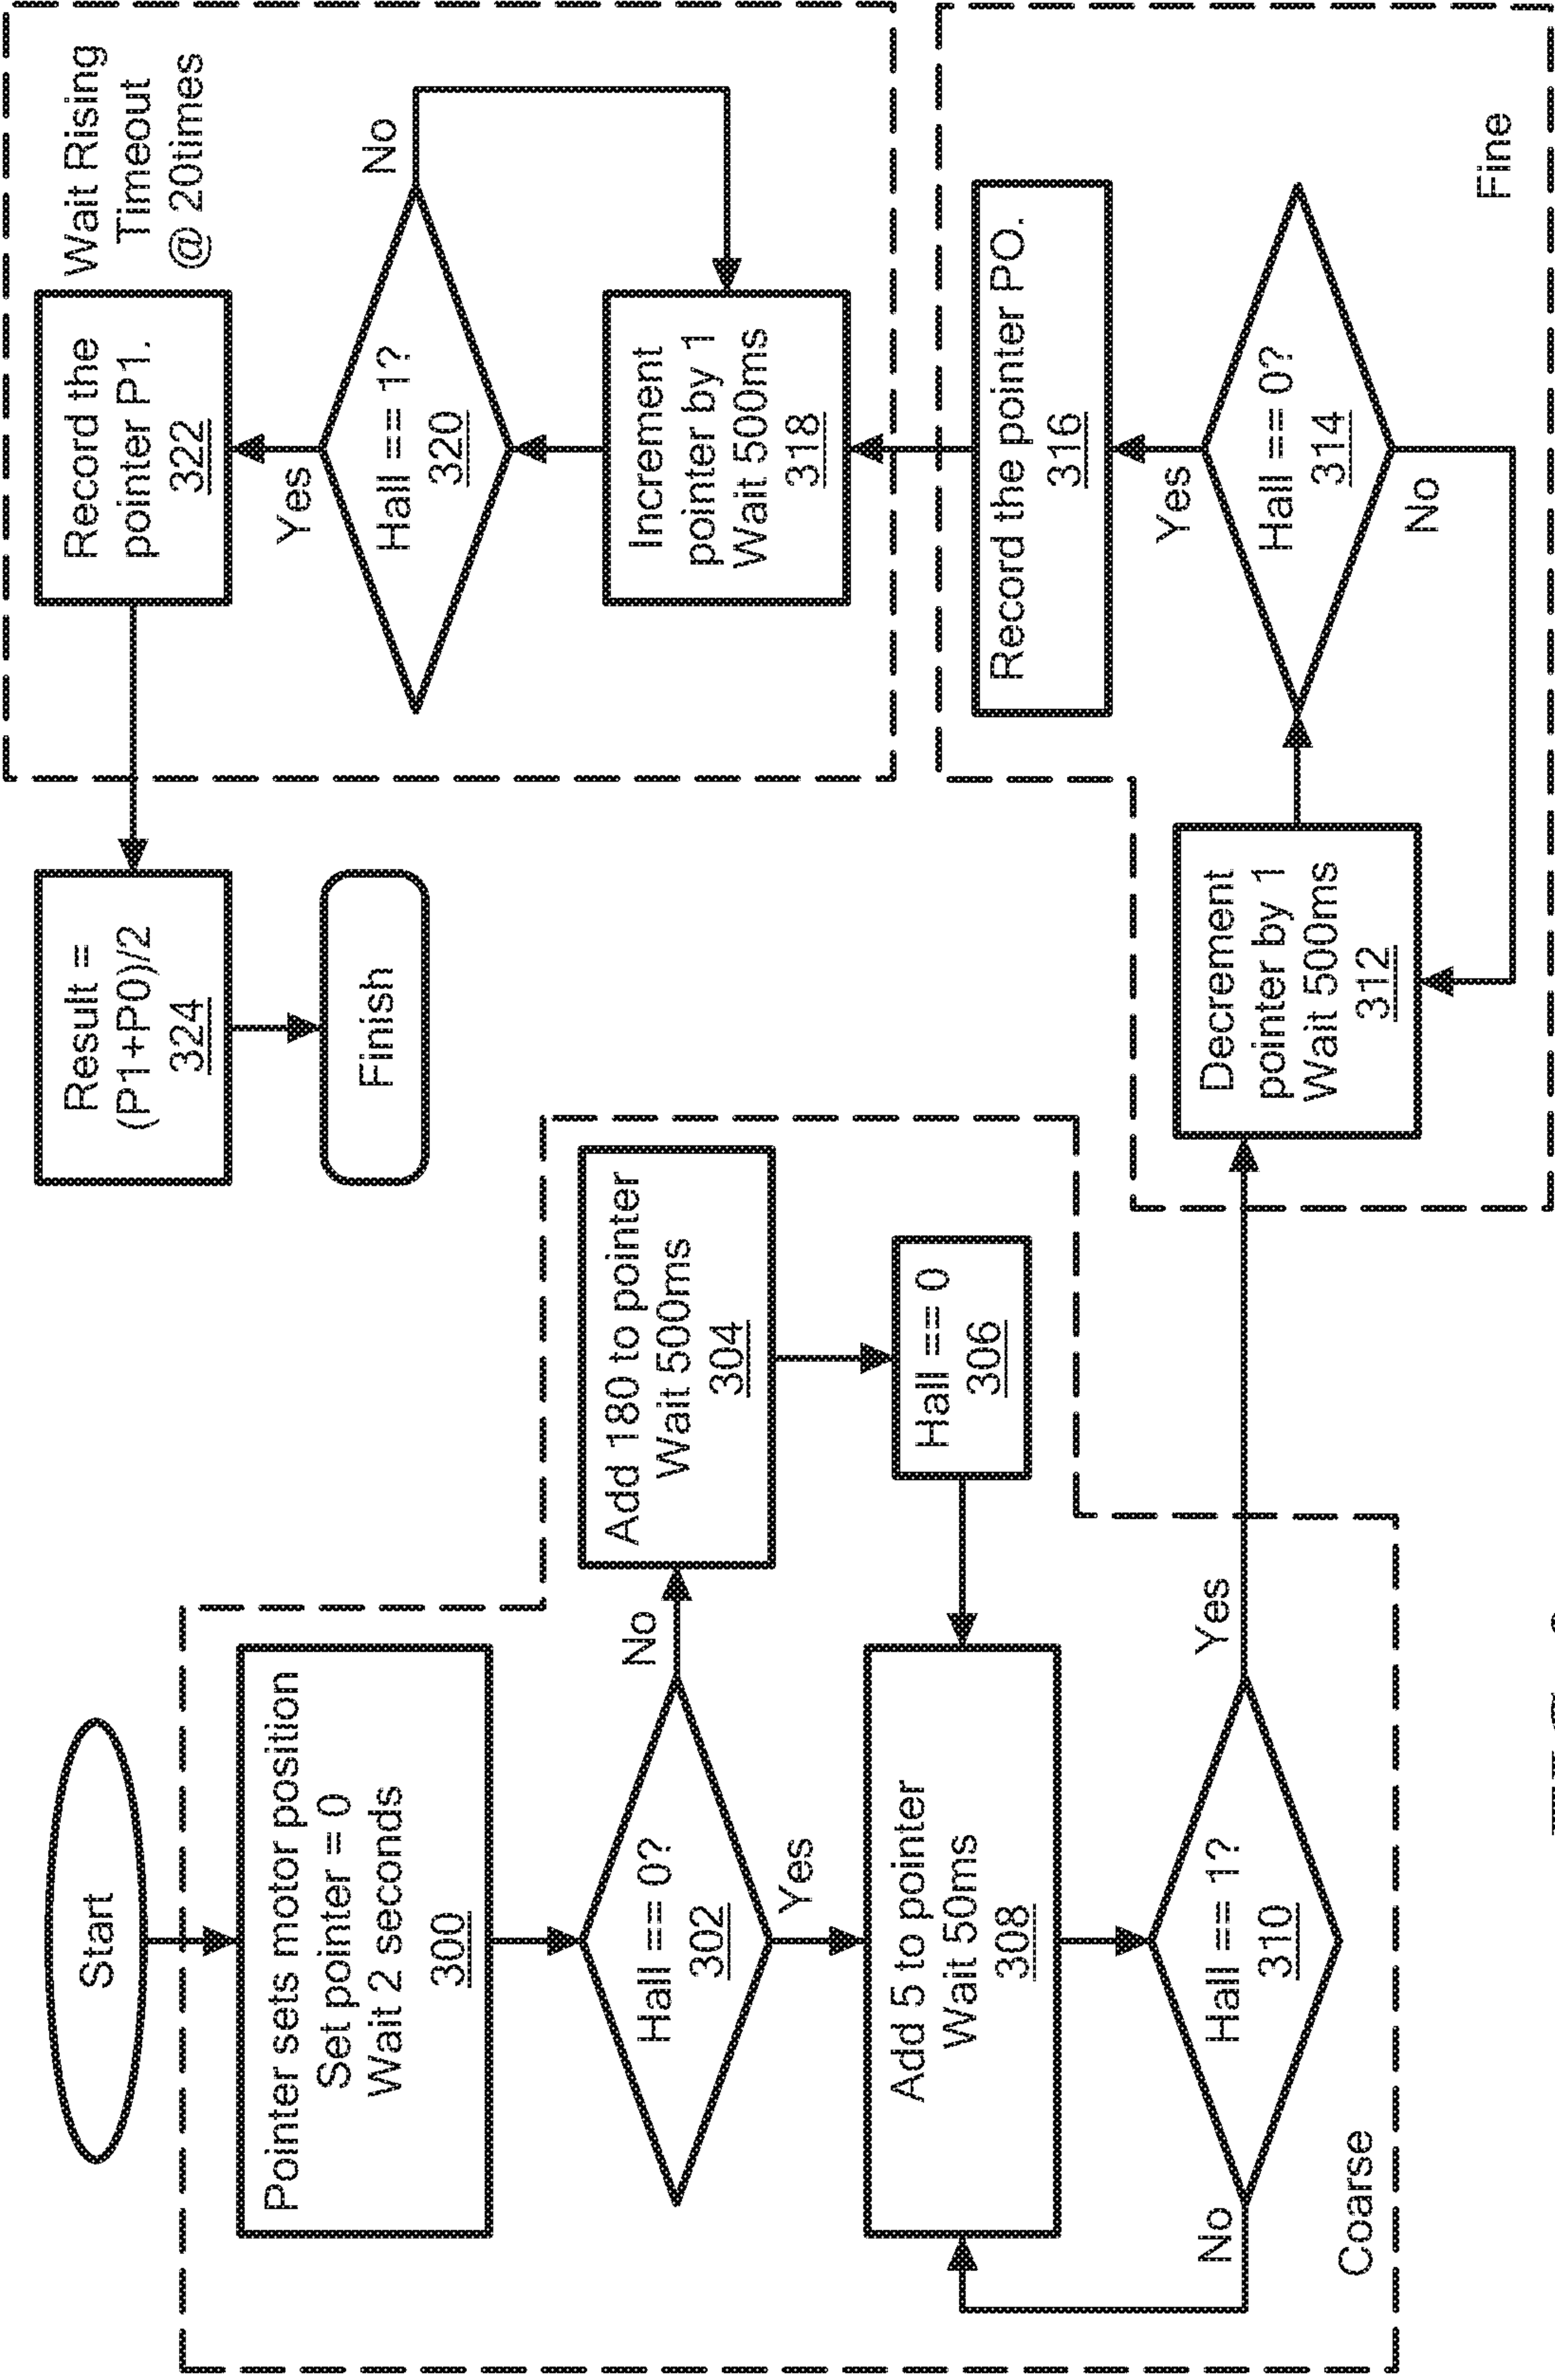 Start
Pointer sets motor position
Set pointer = 0
Wait 2 seconds
300
Hall == 0?
302
No
Yes
Add 180 to pointer
Wait 500ms
304
Hall == 0
306
Add 5 to pointer
Wait 50ms
308
Hall == 1?
310
No
Yes
Coarse
Decrement
pointer by 1
Wait 500ms
312
Hall == 0?
314
No
Yes
Record the pointer PO.
316
Fine
Increment
pointer by 1
Wait 500ms
318
Hall == 1?
320
No
Yes
Record the
pointer P1.
322
Wait Rising
Timeout
@ 20times
Result =
(P1+P0)/2
324
Finish